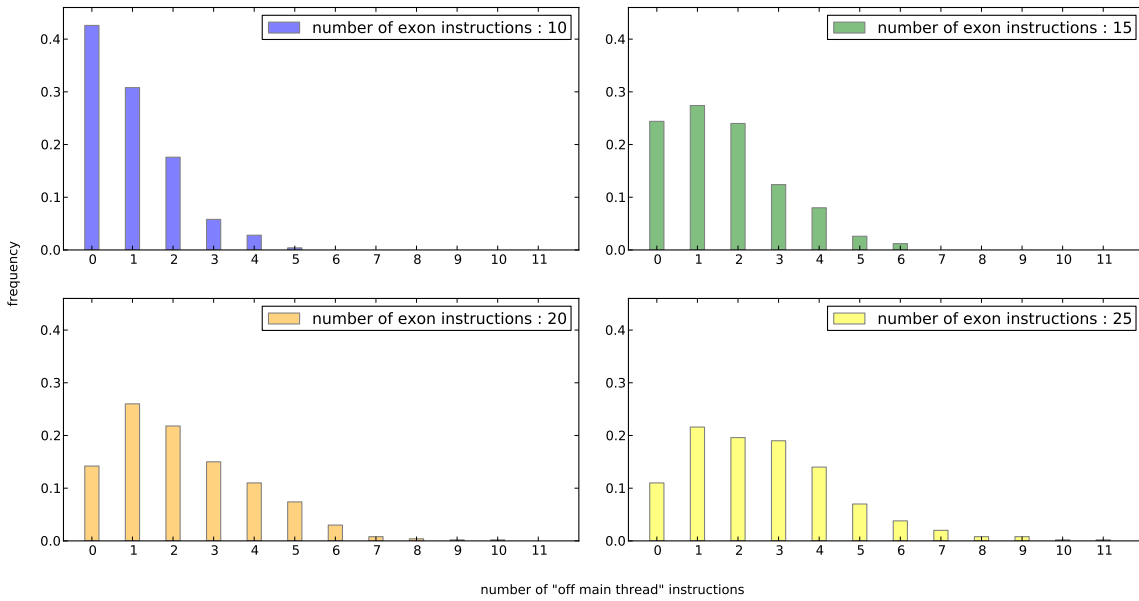 number of exon instructions : 10
0.4
0.3
0.2
0.1
0.0
0 1 2 3 4 5 6 7 8 9 10 11
number of exon instructions : 15
0.4
0.3
0.2
0.1
0.0
0 1 2 3 4 5 6 7 8 9 10 11
frequency
number of exon instructions : 20
0.4
0.3
0.2
0.1
0.0
0 1 2 3 4 5 6 7 8 9 10 11
number of exon instructions : 25
0.4
0.3
0.2
0.1
0.0
0 1 2 3 4 5 6 7 8 9 10 11
number of "off main thread" instructions